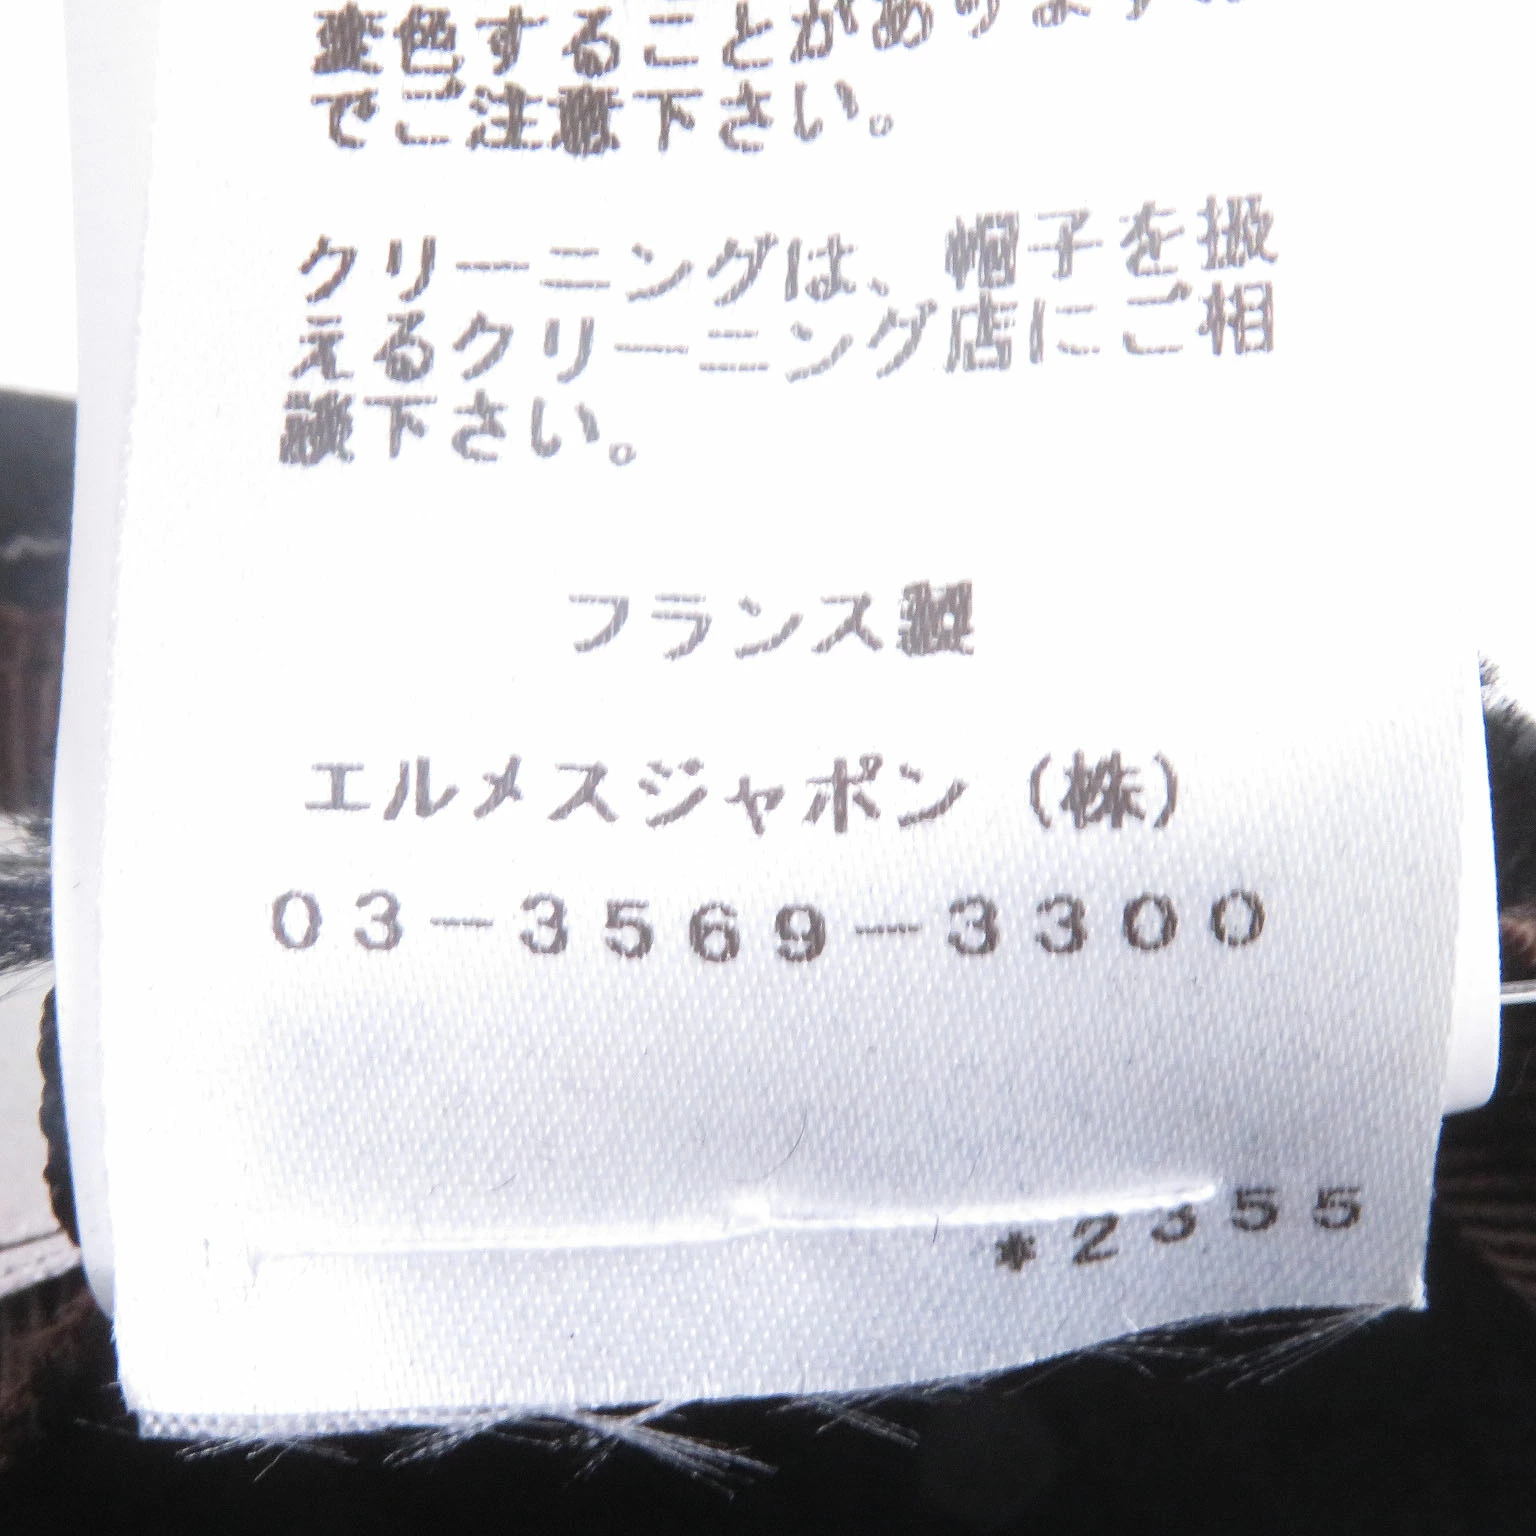 変色することがありますの
でご注意下さい。
クリーニングは、帽子を扱
えるクリーニング店にご相
談下さい。
フランス製
エルメスジャポン（株）
03-3569-3300
*2355